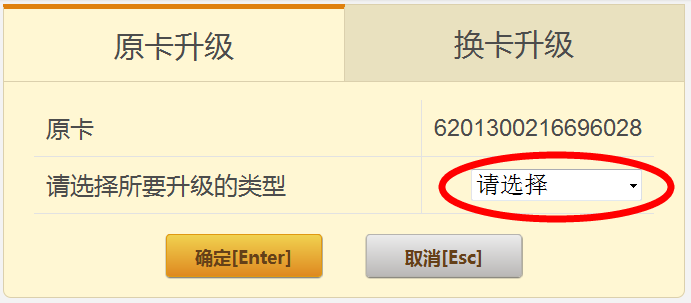 原卡升级
换卡升级
原卡
6201300216696028
请选择所要升级的类型
请选择
确定[Enter]
取消[Esc]